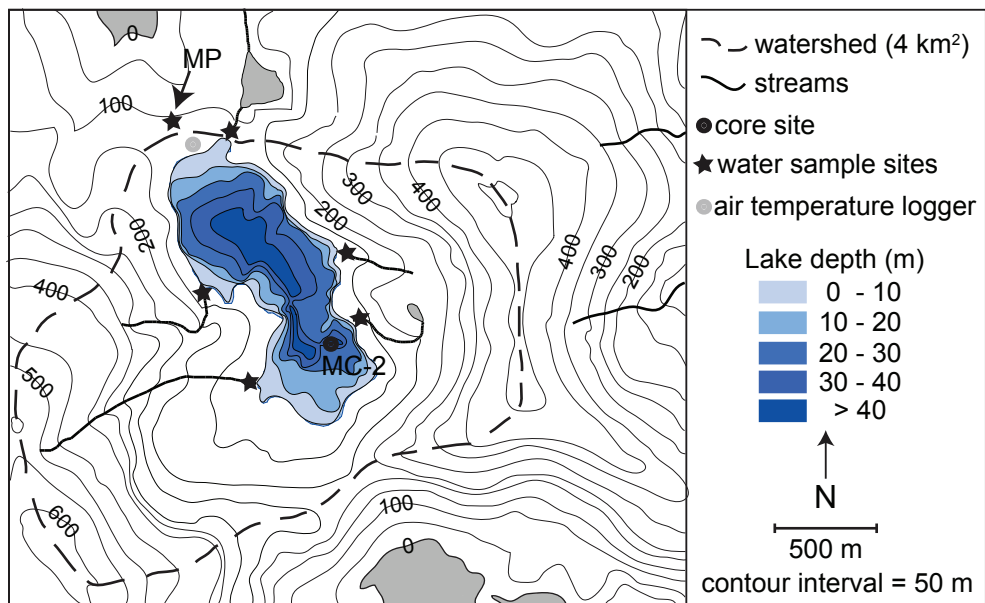 0
MP
100
300
400
200
200
400
300
200
400
500
MC-2
600
100
0
watershed (4 km²)
streams
core site
water sample sites
air temperature logger
Lake depth (m)
0 - 10
10 - 20
20 - 30
30 - 40
> 40
N
500 m
contour interval = 50 m